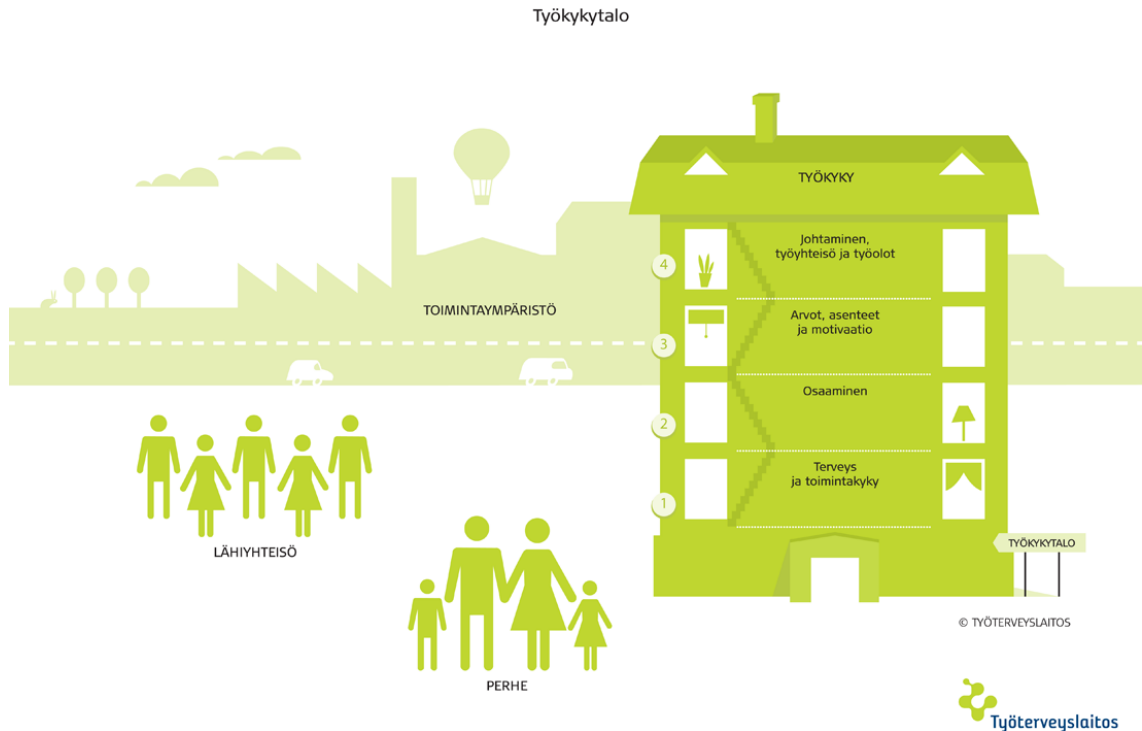 Työkykytalo
TYÖKYKY
4
Johtaminen,
työyhteisö ja työolot
TOIMINTAYMPÄRISTÖ
3
Arvot, asenteet
ja motivaatio
2
Osaaminen
1
Terveys
ja toimintakyky
LÄHIYHTEISÖ
TYÖKYKYTALO
PERHE
© TYÖTERVEYSLAITOS
Työterveyslaitos